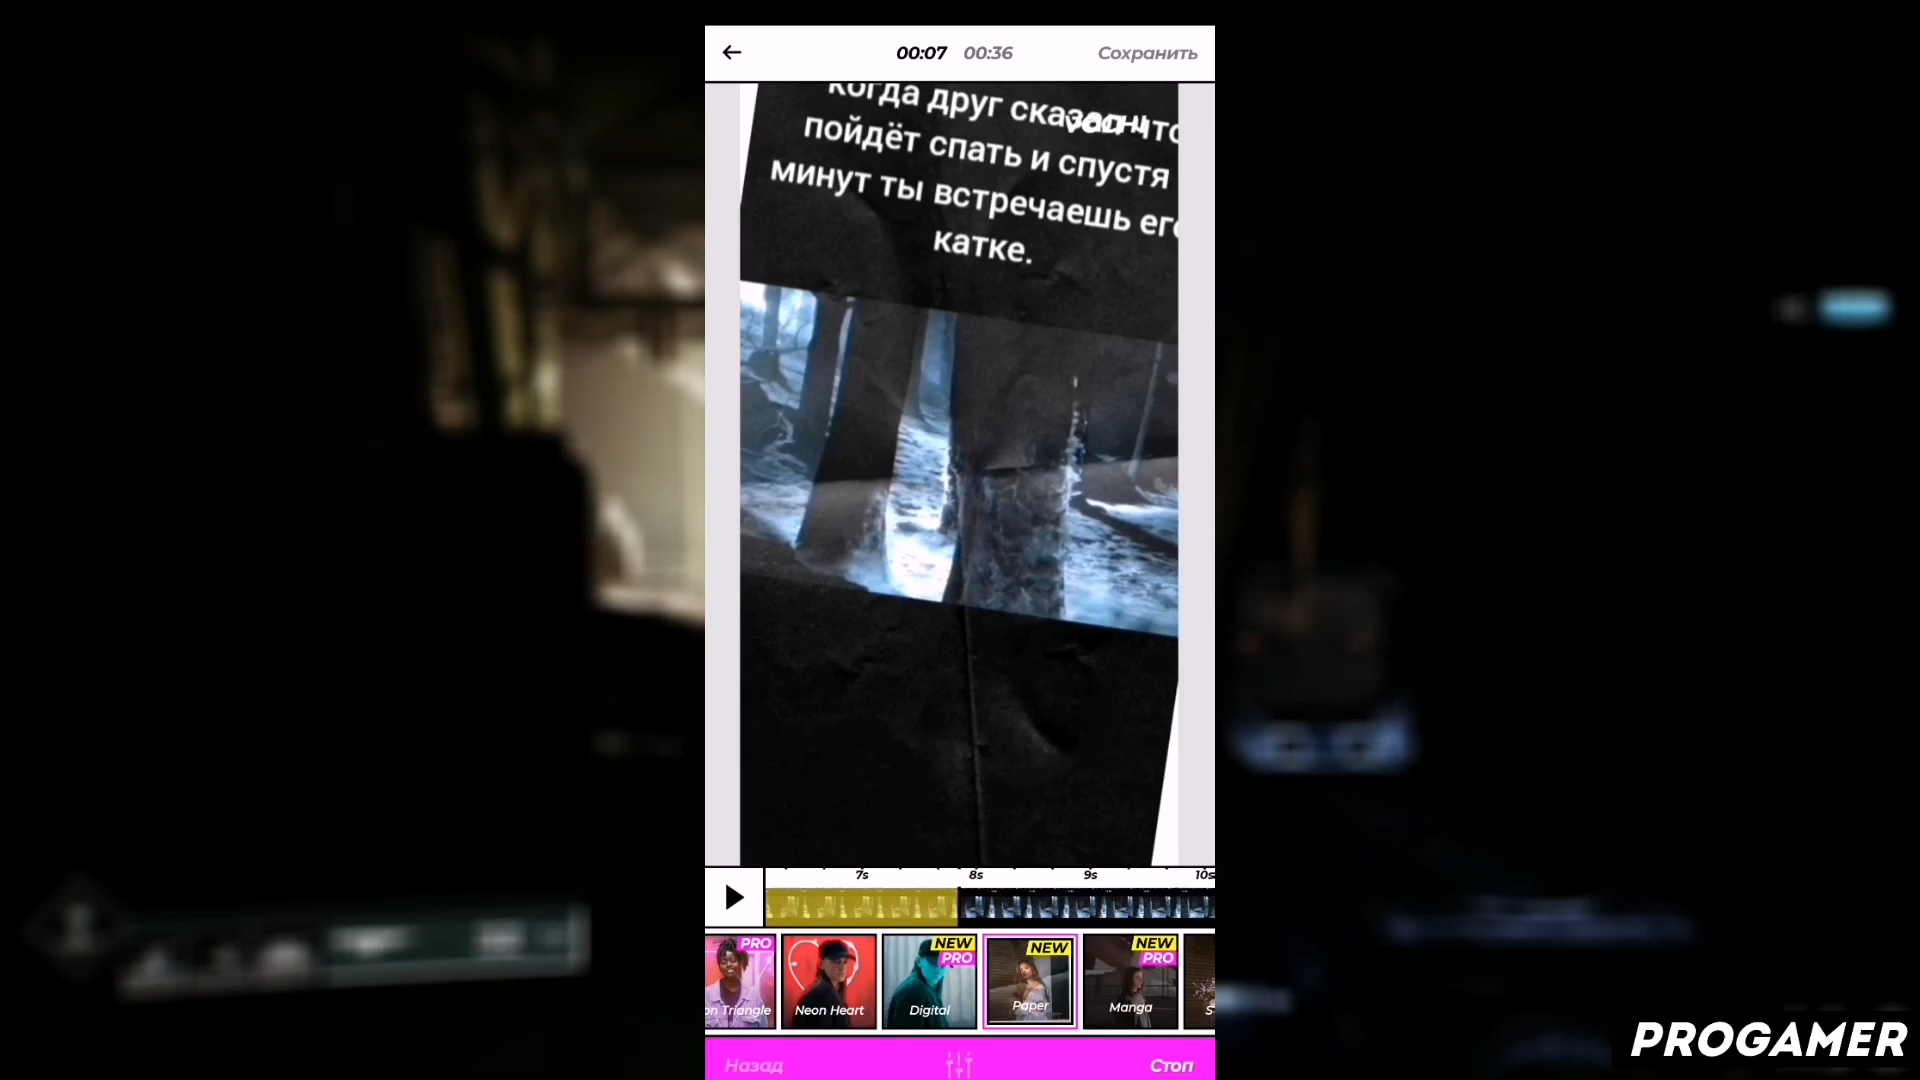 00:07 00:36 Сохранить
Когда друг сказал что
пойдёт спать и спустя
минут ты встречаешь его
катке.
7s 8s 9s 10s
PRO
NEW
PRO
NEW
NEW
PRO
on Triangle
Neon Heart
Digital
Paper
Manga
S
Назад
Стоп
PROGAMER